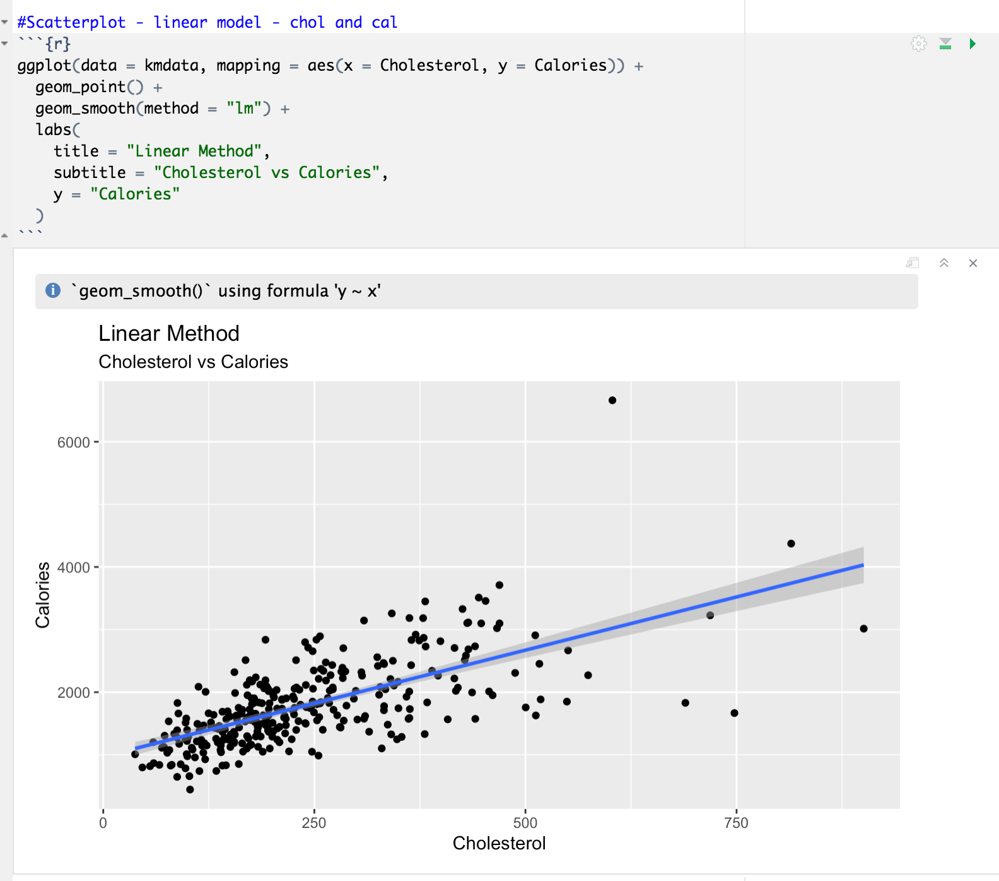 #Scatterplot - linear model - chol and cal
```{r}
ggplot(data = kmdata, mapping = aes(x = Cholesterol, y = Calories)) +
  geom_point() +
  geom_smooth(method = "lm") +
  labs(
    title = "Linear Method",
    subtitle = "Cholesterol vs Calories",
    y = "Calories"
  )
```
`geom_smooth()` using formula 'y ~ x'
Linear Method
Cholesterol vs Calories
Calories
6000
4000
2000
0 250 500 750
Cholesterol